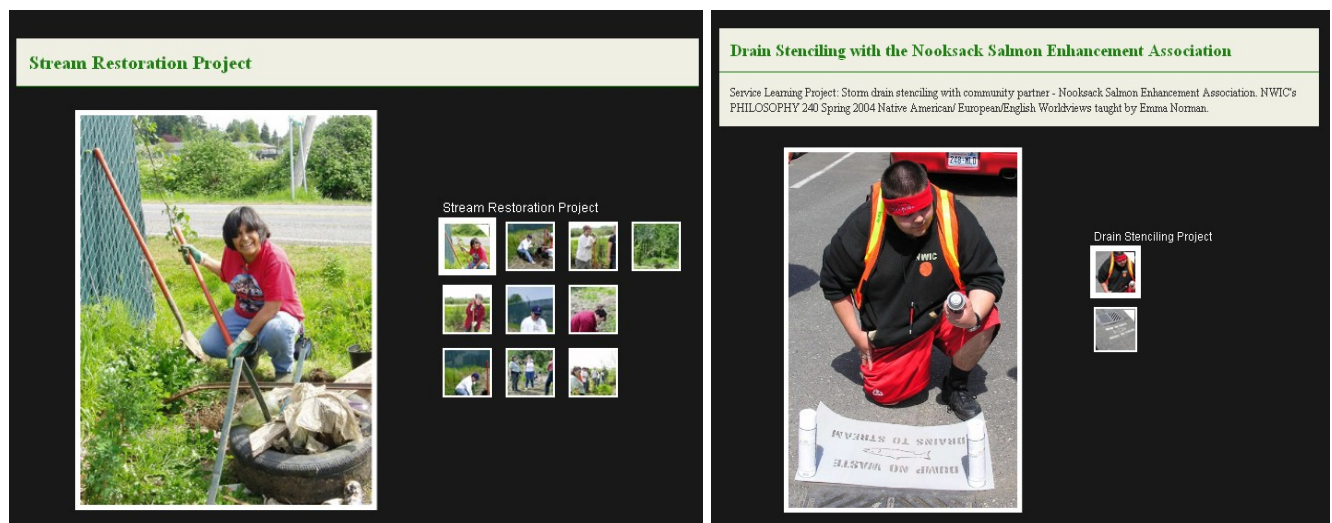 Stream Restoration Project
Stream Restoration Project
Drain Stenciling with the Nooksack Salmon Enhancement Association
Service Learning Project: Storm drain stenciling with community partner - Nooksack Salmon Enhancement Association. NWIC's
PHILOSOPHY 240 Spring 2004 Native American/ European/English Worldviews taught by Emma Norman.
Drain Stenciling Project
NWIC
DUMP NO WASTE
DRAINS TO STREAM